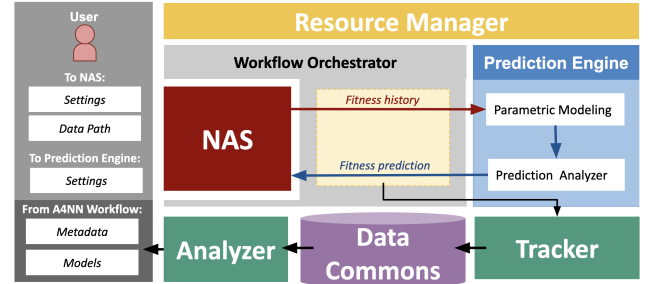 User
To NAS:
Settings
Data Path
To Prediction Engine:
Settings
From A4NN Workflow:
Metadata
Models
Resource Manager
Workflow Orchestrator
Prediction Engine
NAS
Fitness history
Fitness prediction
Parametric Modeling
Prediction Analyzer
Analyzer
Data
Commons
Tracker